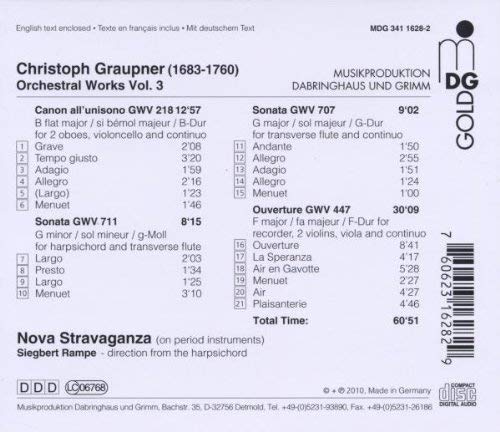 English text enclosed • Texte en français inclus • Mit deutschem Text
MDG 341 1628-2
Christoph Graupner (1683-1760)
Orchestral Works Vol. 3
MUSIKPRODUKTION
DABRINGHAUS UND GRIMM
mo
DG
GOLD
Canon all'unisono GWV 218 12'57
B flat major / si bémol majeur / B-Dur
for 2 oboes, violoncello and continuo
1 Grave 2'08
2 Tempo giusto 3'20
3 Adagio 1'59
4 Allegro 2'16
5 (Largo) 1'23
6 Menuet 1'46
Sonata GWV 711 8'15
G minor / sol mineur / g-Moll
for harpsichord and transverse flute
7 Largo 2'03
8 Presto 1'34
9 Largo 1'25
10 Menuet 3'10
Sonata GWV 707 9'02
G major / sol majeur / G-Dur
for transverse flute and continuo
11 Andante 1'50
12 Allegro 2'55
13 Adagio 1'51
14 Allegro 1'24
15 Menuet 1'00
Ouverture GWV 447 30'09
F major / fa majeur / F-Dur for
recorder, 2 violins, viola and continuo
16 Ouverture 8'41
17 La Speranza 4'17
18 Air en Gavotte 5'28
19 Menuet 2'27
20 Air 4'27
21 Plaisanterie 4'46
Total Time: 60'51
Nova Stravaganza (on period instruments)
Siegbert Rampe - direction from the harpsichord
7 60623 16282 9
D D D
LC 06768
© + ℗ 2010, Made in Germany
COMPACT
disc
DIGITAL AUDIO
Musikproduktion Dabringhaus und Grimm, Bachstr. 35, D-32756 Detmold, Tel. +49-(0)5231-93890, Fax: +49-(0)5231-26186